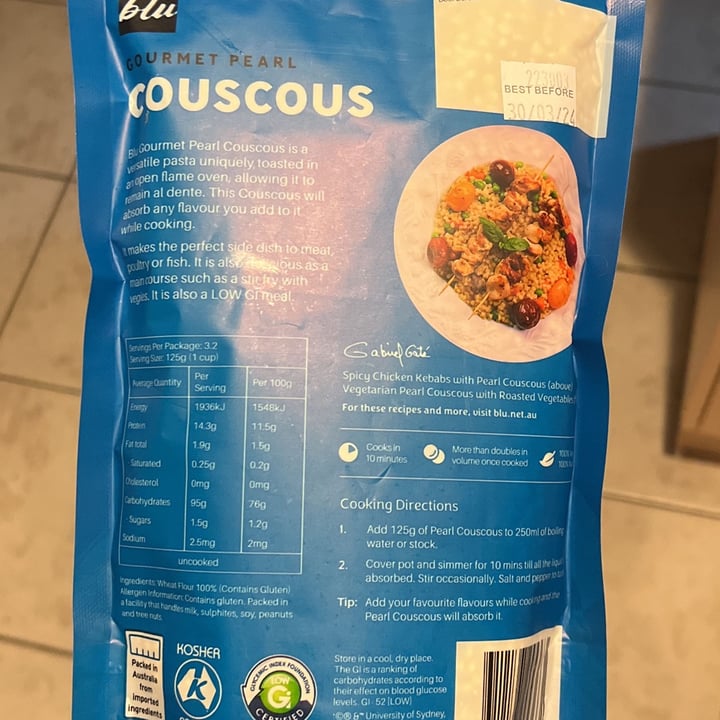 blu
GOURMET PEARL
COUSCOUS
BEST BEFORE
30/03/24
Blu Gourmet Pearl Couscous is a
versatile pasta uniquely toasted in
an open flame oven, allowing it to
remain al dente. This Couscous will
absorb any flavour you add to it
while cooking.
It makes the perfect side dish to meat,
poultry or fish. It is also delicious as a
main course such as a stir fry with
vegies. It is also a LOW GI meal.
Servings Per Package: 3.2
Serving Size: 125g (1 cup)
Average Quantity Per Serving Per 100g
Energy 1936kJ 1548kJ
Protein 14.3g 11.5g
Fat total 1.9g 1.5g
Saturated 0.25g 0.2g
Cholesterol 0mg 0mg
Carbohydrates 95g 76g
Sugars 1.5g 1.2g
Sodium 2.5mg 2mg
uncooked
Ingredients: Wheat Flour 100% (Contains Gluten)
Allergen Information: Contains gluten. Packed in
a facility that handles milk, sulphites, soy, peanuts
and tree nuts.
Packed in
Australia
from
imported
ingredients
KOSHER
K
GLYCEMIC INDEX FOUNDATION
LOW
Gi
CERTIFIED
Gabriel Gaté
Spicy Chicken Kebabs with Pearl Couscous (above)
Vegetarian Pearl Couscous with Roasted Vegetables
For these recipes and more, visit blu.net.au
Cooks in
10 minutes
More than doubles in
volume once cooked
100%
100%
Cooking Directions
1. Add 125g of Pearl Couscous to 250ml of boiling
water or stock.
2. Cover pot and simmer for 10 mins till all the liquid
absorbed. Stir occasionally. Salt and pepper to
Tip: Add your favourite flavours while cooking and the
Pearl Couscous will absorb it.
Store in a cool, dry place.
The GI is a ranking of
carbohydrates according to
their effect on blood glucose
levels. GI - 52 (LOW)
©® &™ University of Sydney,